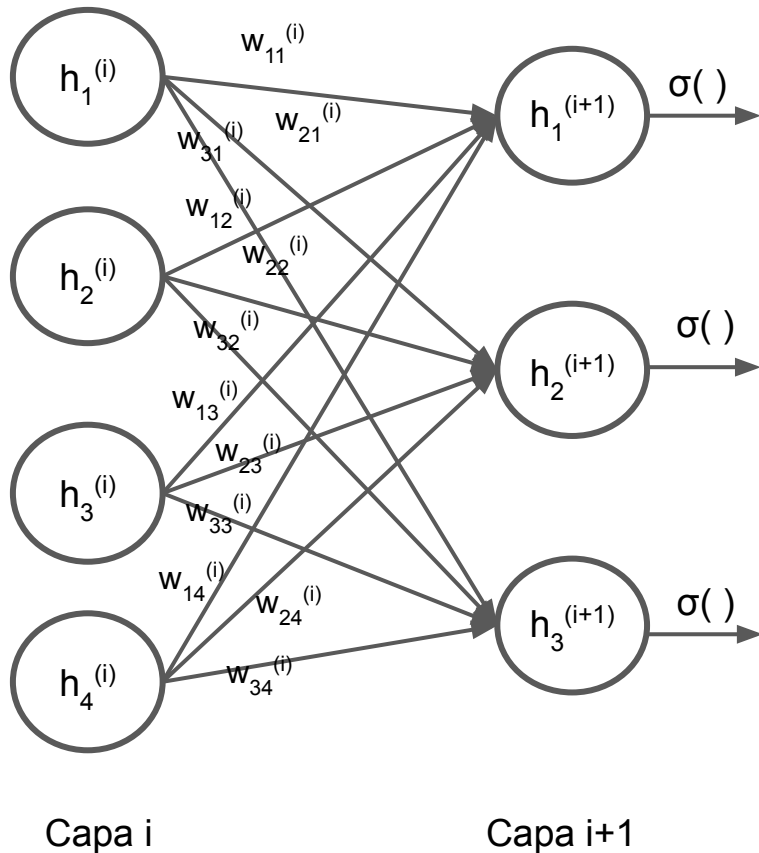 w₁₁⁽ⁱ⁾
h₁⁽ⁱ⁾
σ( )
h₁⁽ⁱ⁺¹⁾
w₂₁⁽ⁱ⁾
w₃₁⁽ⁱ⁾
w₁₂⁽ⁱ⁾
w₂₂⁽ⁱ⁾
h₂⁽ⁱ⁾
w₃₂⁽ⁱ⁾
σ( )
h₂⁽ⁱ⁺¹⁾
w₁₃⁽ⁱ⁾
w₂₃⁽ⁱ⁾
h₃⁽ⁱ⁾
w₃₃⁽ⁱ⁾
w₁₄⁽ⁱ⁾
w₂₄⁽ⁱ⁾
σ( )
h₃⁽ⁱ⁺¹⁾
w₃₄⁽ⁱ⁾
h₄⁽ⁱ⁾
Capa i
Capa i+1